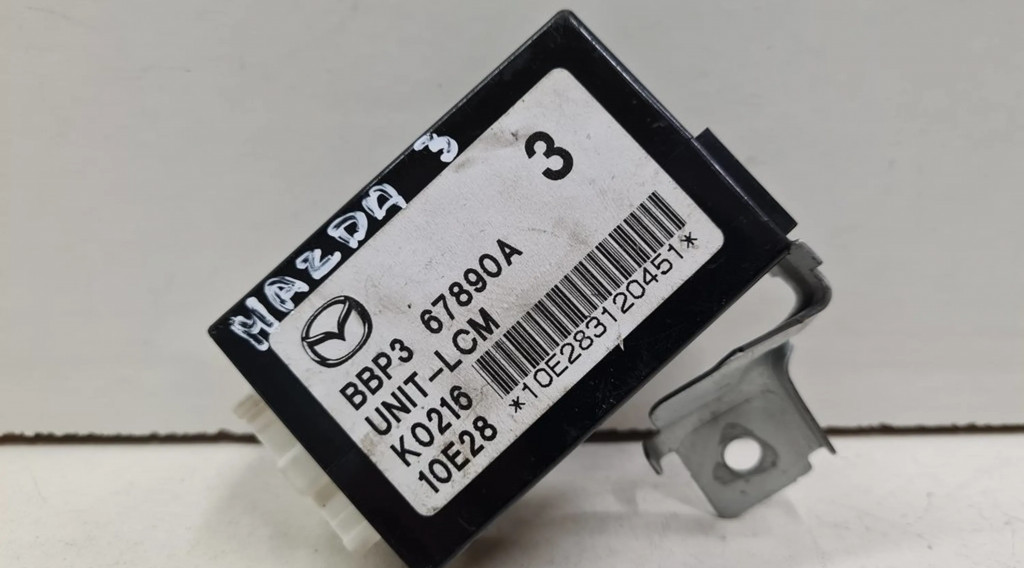 MAZDA 3
3
BBP3 67890A
UNIT-LCM
K0216
10E28
*10E283120451*